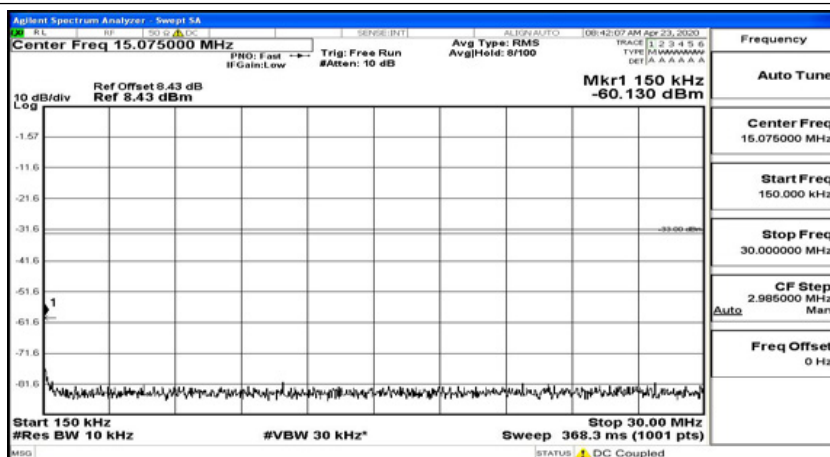 Agilent Spectrum Analyzer - Swept SA
RL RF 50 Ω DC SENSE:INT ALIGN AUTO 08:42:07 AM Apr 23, 2020
Center Freq 15.075000 MHz
PNO: Fast
IFGain:Low
Trig: Free Run
#Atten: 10 dB
Avg Type: RMS
Avg|Hold: 8/100
TRACE 1 2 3 4 5 6
TYPE MWWWWW
DET A A A A A A
Ref Offset 8.43 dB
10 dB/div Ref 8.43 dBm
Log
Mkr1 150 kHz
-60.130 dBm
-1.57
-11.6
-21.6
-31.6
-33.00 dBm
-41.6
-51.6
1
-61.6
-71.6
-81.6
Start 150 kHz Stop 30.00 MHz
#Res BW 10 kHz #VBW 30 kHz* Sweep 368.3 ms (1001 pts)
MSG STATUS DC Coupled
Frequency
Auto Tune
Center Freq
15.075000 MHz
Start Freq
150.000 kHz
Stop Freq
30.000000 MHz
CF Step
2.985000 MHz
Auto Man
Freq Offset
0 Hz